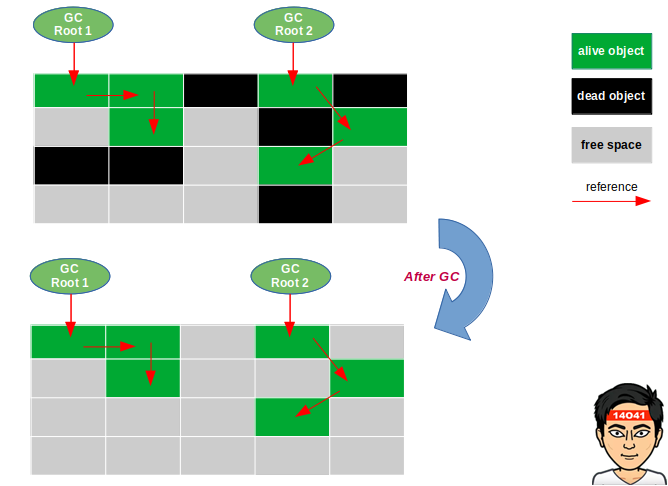 GC
Root 1
GC
Root 2
alive object
dead object
free space
reference
GC
Root 1
GC
Root 2
After GC
14041